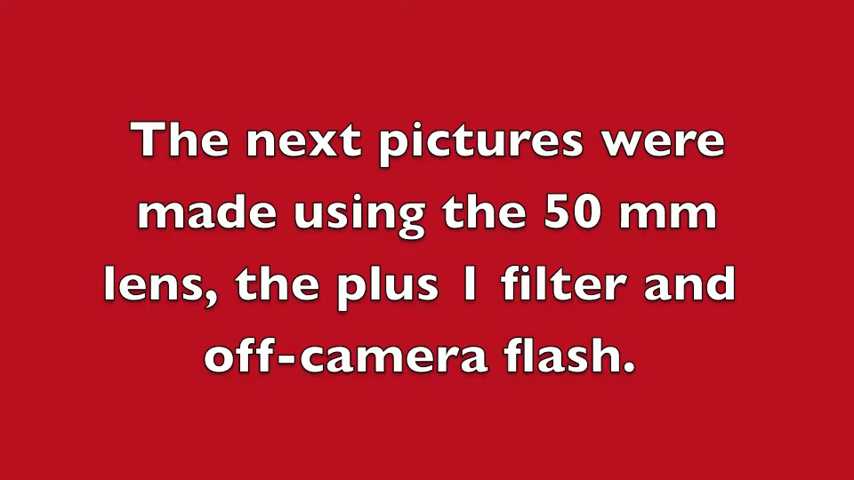 The next pictures were
made using the 50 mm
lens, the plus 1 filter and
off-camera flash.